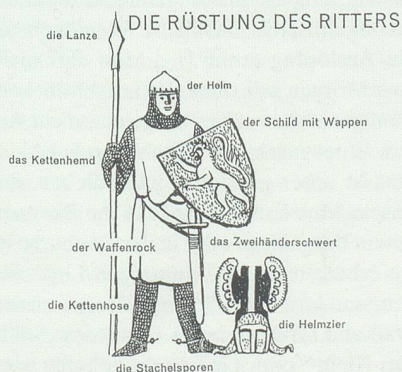 DIE RÜSTUNG DES RITTERS
die Lanze
der Helm
der Schild mit Wappen
das Kettenhemd
der Waffenrock
das Zweihänderschwert
die Kettenhose
die Helmzier
die Stachelsporen